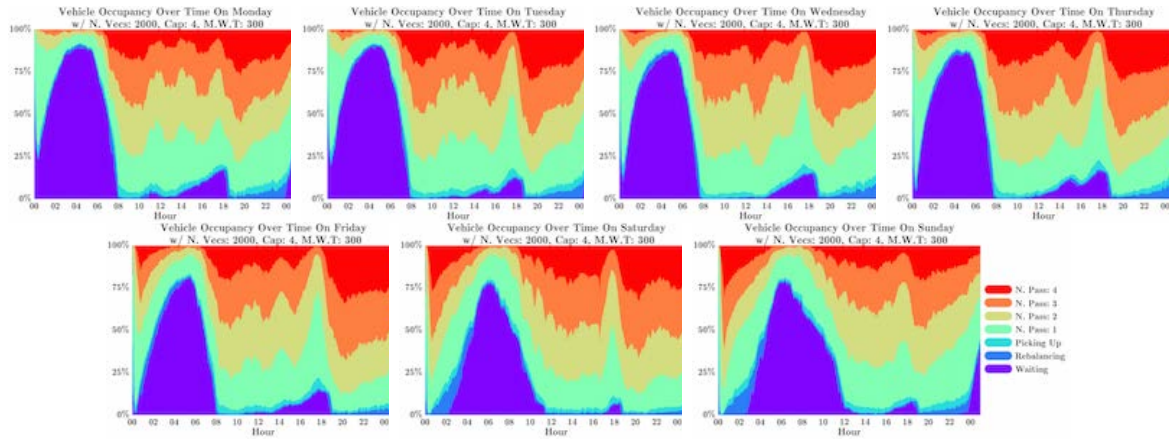 Vehicle Occupancy Over Time On Monday
w/ N. Vecs: 2000, Cap: 4, M.W.T: 300
100%
75%
50%
25%
0%
00 02 04 06 08 10 12 14 16 18 20 22 00
Hour
Vehicle Occupancy Over Time On Tuesday
w/ N. Vecs: 2000, Cap: 4, M.W.T: 300
100%
75%
50%
25%
0%
00 02 04 06 08 10 12 14 16 18 20 22 00
Hour
Vehicle Occupancy Over Time On Wednesday
w/ N. Vecs: 2000, Cap: 4, M.W.T: 300
100%
75%
50%
25%
0%
00 02 04 06 08 10 12 14 16 18 20 22 00
Hour
Vehicle Occupancy Over Time On Thursday
w/ N. Vecs: 2000, Cap: 4, M.W.T: 300
100%
75%
50%
25%
0%
00 02 04 06 08 10 12 14 16 18 20 22 00
Hour
Vehicle Occupancy Over Time On Friday
w/ N. Vecs: 2000, Cap: 4, M.W.T: 300
100%
75%
50%
25%
0%
00 02 04 06 08 10 12 14 16 18 20 22 00
Hour
Vehicle Occupancy Over Time On Saturday
w/ N. Vecs: 2000, Cap: 4, M.W.T: 300
100%
75%
50%
25%
0%
00 02 04 06 08 10 12 14 16 18 20 22 00
Hour
Vehicle Occupancy Over Time On Sunday
w/ N. Vecs: 2000, Cap: 4, M.W.T: 300
100%
75%
50%
25%
0%
00 02 04 06 08 10 12 14 16 18 20 22 00
Hour
N. Pass: 4
N. Pass: 3
N. Pass: 2
N. Pass: 1
Picking Up
Rebalancing
Waiting